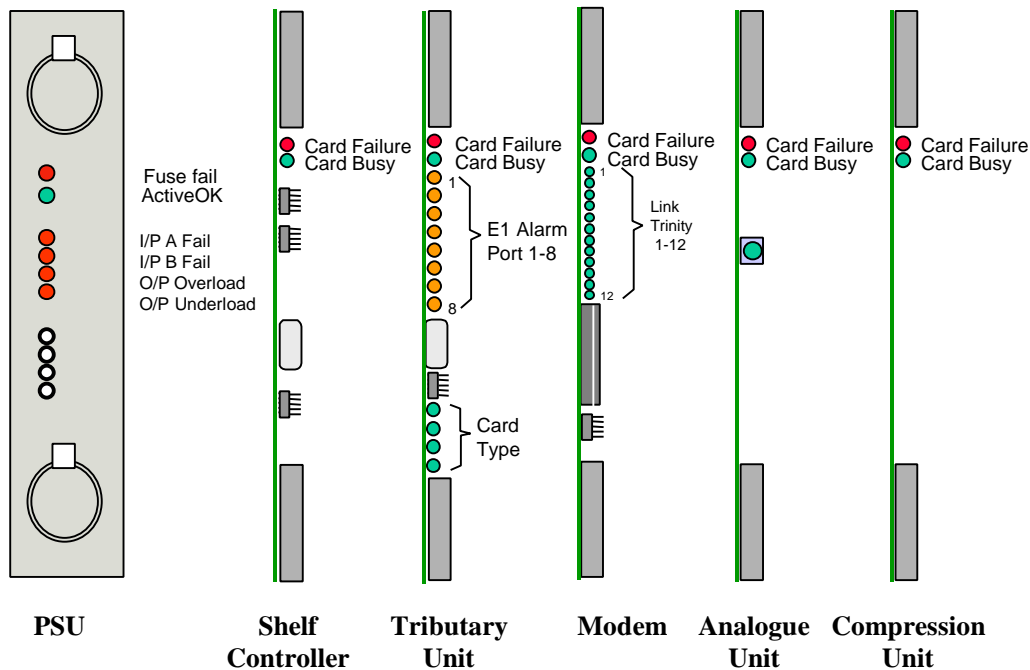 Fuse fail
ActiveOK
I/P A Fail
I/P B Fail
O/P Overload
O/P Underload
PSU
Card Failure
Card Busy
Shelf
Controller
Card Failure
Card Busy
1
E1 Alarm
Port 1-8
8
Card
Type
Tributary
Unit
Card Failure
Card Busy
1
Link
Trinity
1-12
12
Modem
Card Failure
Card Busy
Analogue
Unit
Card Failure
Card Busy
Compression
Unit